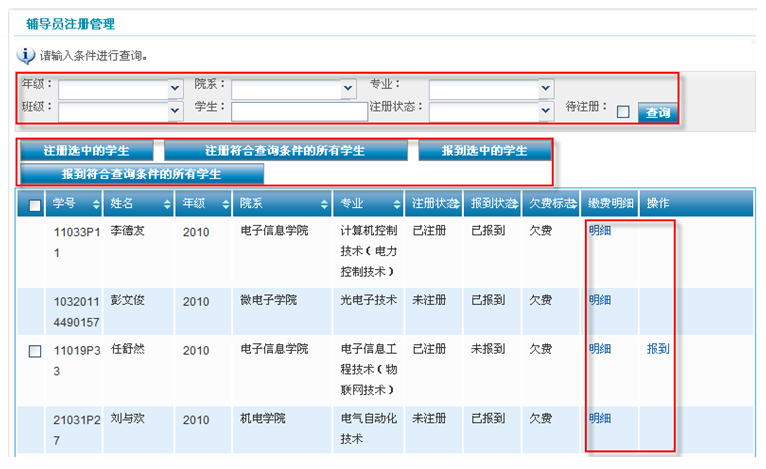 辅导员注册管理
请输入条件进行查询。
年级： 院系： 专业：
班级： 学生： 注册状态： 待注册： 查询
注册选中的学生 注册符合查询条件的所有学生 报到选中的学生
报到符合查询条件的所有学生
学号 姓名 年级 院系 专业 注册状态 报到状态 欠费标志 缴费明细 操作
11033P1 李德友 2010 电子信息学院 计算机控制 已注册 已报到 欠费 明细
1 技术（电力
控制技术）
1032011 彭文俊 2010 微电子学院 光电子技术 未注册 已报到 欠费 明细
4490157
11019P3 任舒然 2010 电子信息学院 电子信息工 已注册 未报到 欠费 明细 报到
3 程技术（物
联网技术）
21031P2 刘与欢 2010 机电学院 电气自动化 未注册 已报到 欠费 明细
7 技术